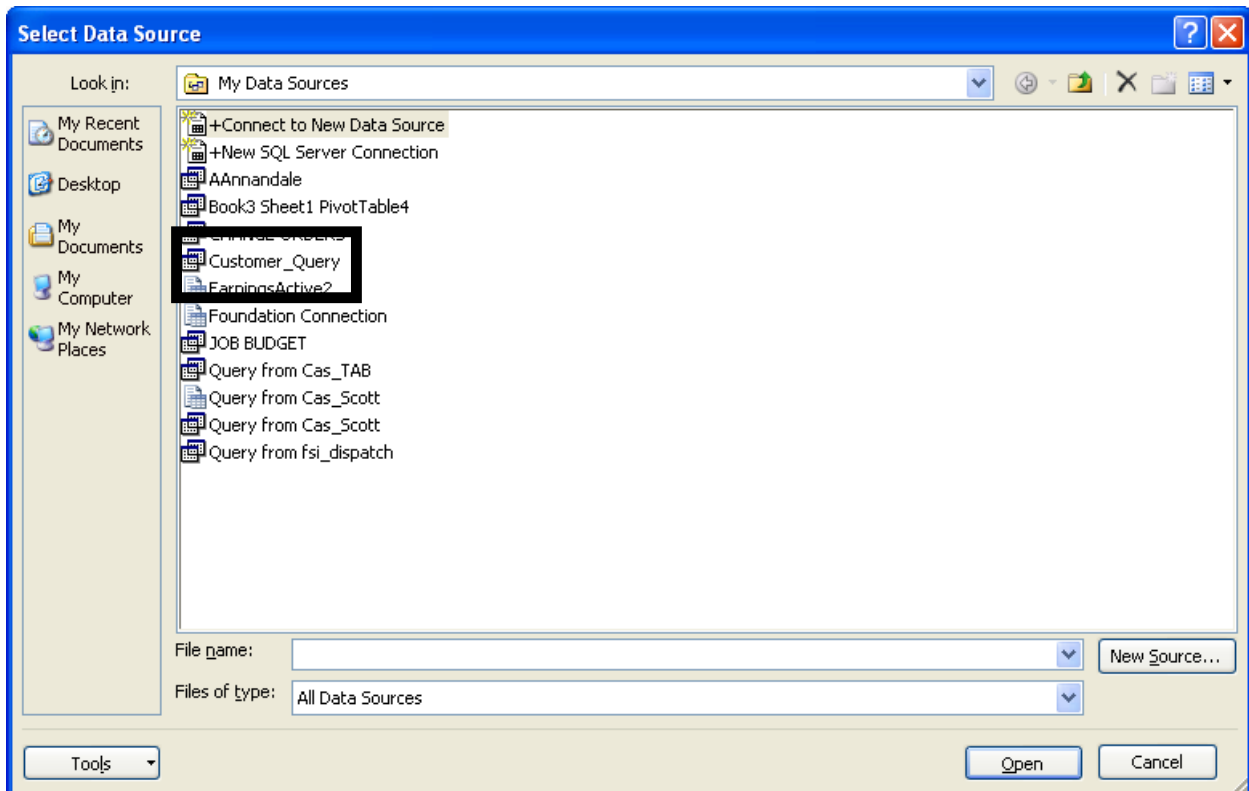 Select Data Source
Look in:
My Data Sources
My Recent
Documents
Desktop
My
Documents
My
Computer
My Network
Places
+Connect to New Data Source
+New SQL Server Connection
AAnnandale
Book3 Sheet1 PivotTable4
CHANGE ORDERS
Customer_Query
EarningsActive2
Foundation Connection
JOB BUDGET
Query from Cas_TAB
Query from Cas_Scott
Query from Cas_Scott
Query from fsi_dispatch
File name:
New Source...
Files of type:
All Data Sources
Tools
Open
Cancel